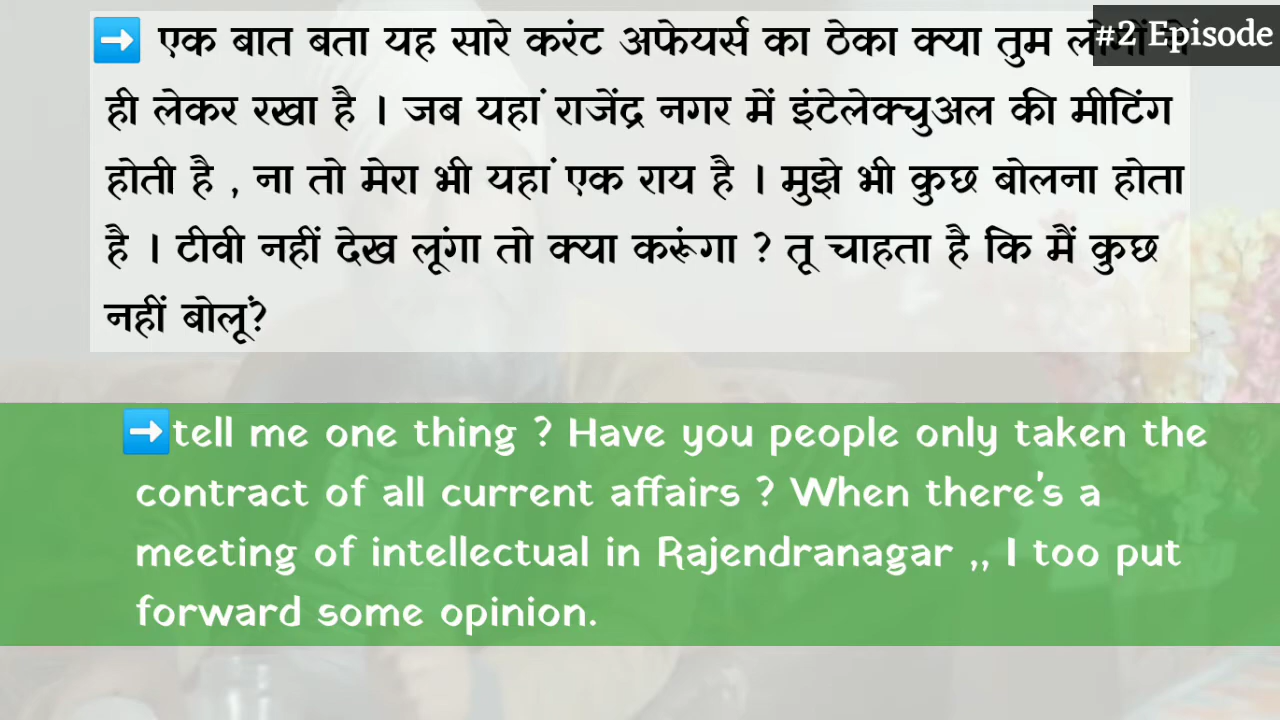 #2 Episode
➡️ एक बात बता यह सारे करंट अफेयर्स का ठेका क्या तुम
ही लेकर रखा है । जब यहां राजेंद्र नगर में इंटेलेक्चुअल की मीटिंग
होती है , ना तो मेरा भी यहां एक राय है । मुझे भी कुछ बोलना होता
है । टीवी नहीं देख लूंगा तो क्या करूंगा ? तू चाहता है कि मैं कुछ
नहीं बोलूं?
➡️tell me one thing ? Have you people only taken the
contract of all current affairs ? When there's a
meeting of intellectual in Rajendranagar ,, I too put
forward some opinion.